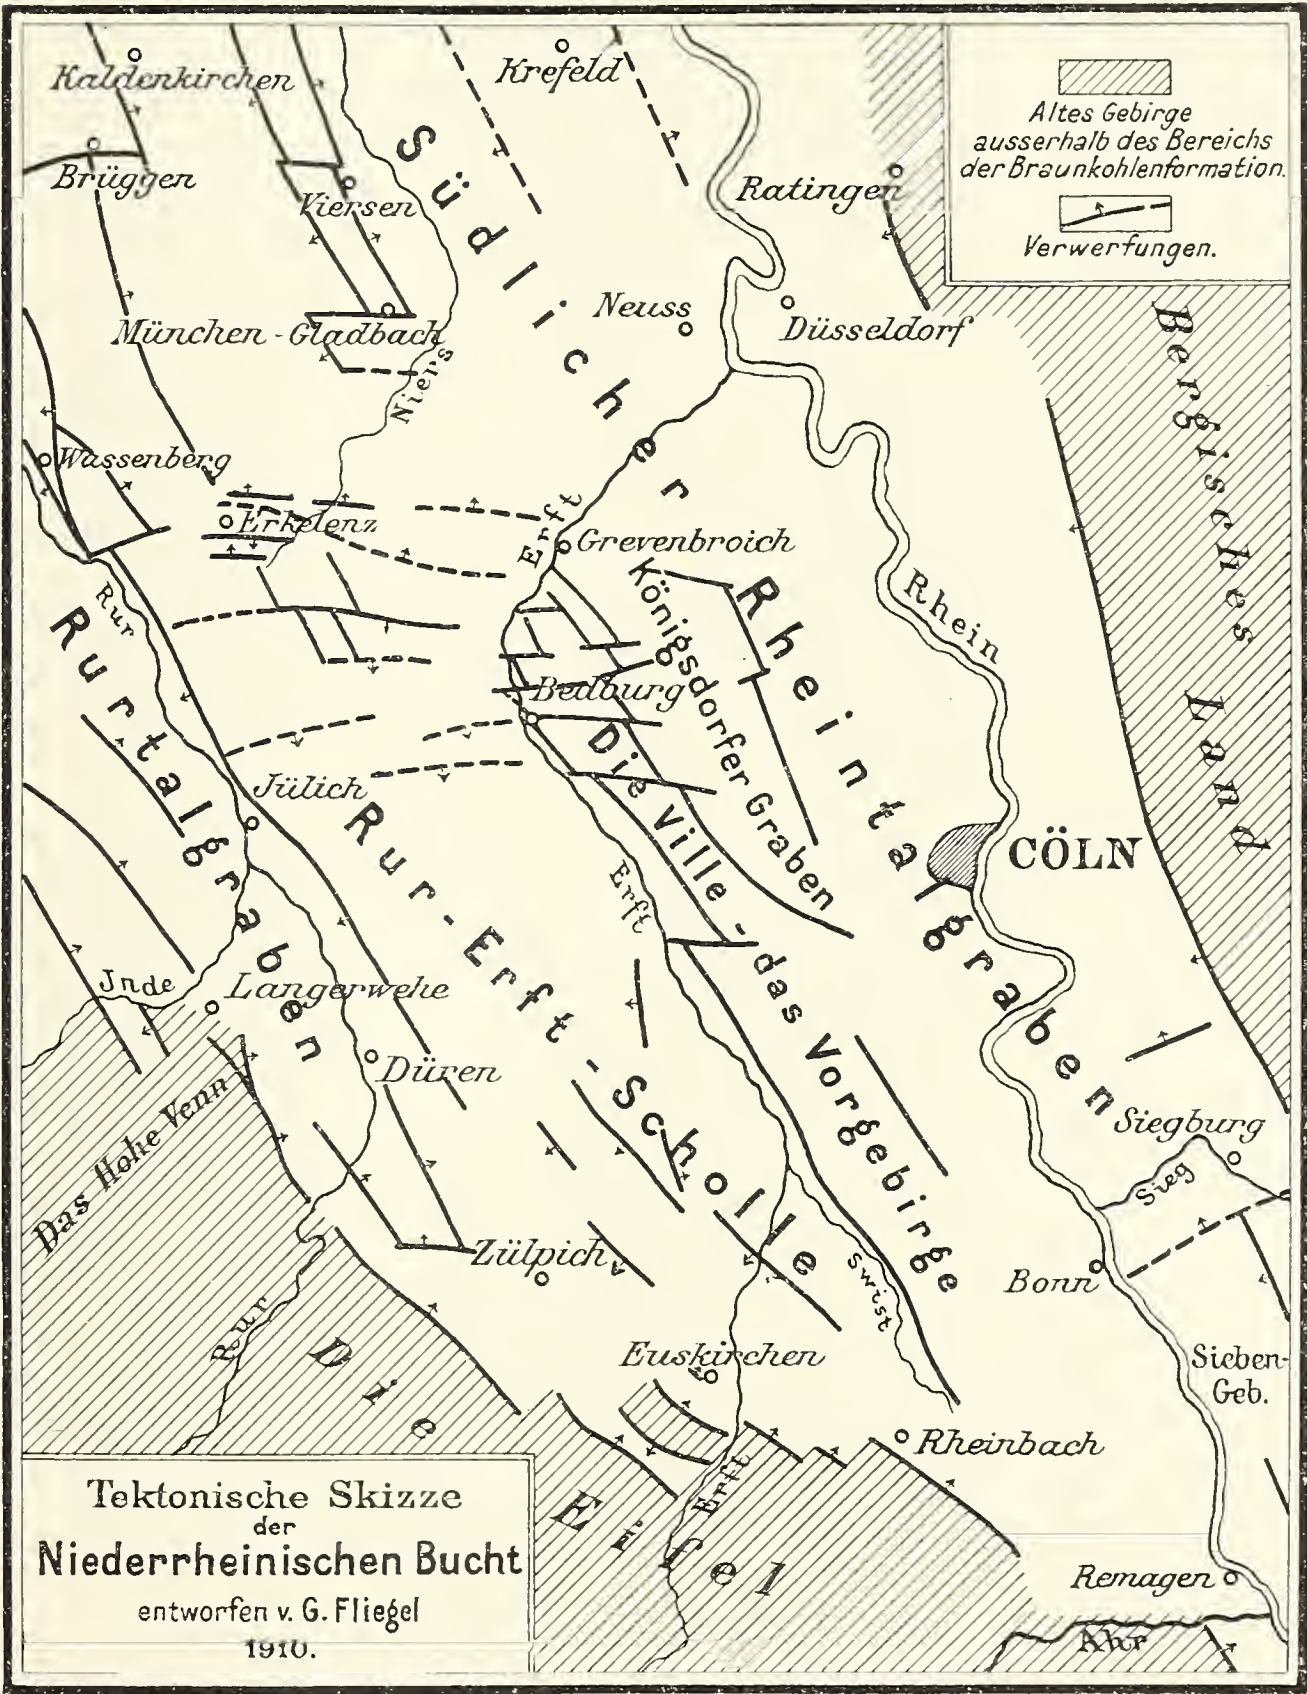 Kaldenkirchen
Krefeld
Altes Gebirge
ausserhalb des Bereichs
der Braunkohlenformation.
Verwerfungen.
Brüggen
Viersen
Ratingen
Südlicher Rheintalgraben
Neuss
Düsseldorf
München-Gladbach
Niers
Bergisches Land
Wassenberg
Erkelenz
Erft
Grevenbroich
Königsdorfer Graben
Rhein
Rur
Rurtalgraben
Bedburg
Die Ville - das Vorgebirge
Jülich
Rur-Erft-Scholle
CÖLN
Erft
Jnde
Langerwehe
Düren
Das Hohe Venn
Siegburg
Sieg
Zülpich
Swist
Bonn
Rur
Euskirchen
Sieben-
Geb.
Die Eifel
Rheinbach
Erft
Remagen
Ahr
Tektonische Skizze
der
Niederrheinischen Bucht
entworfen v. G. Fliegel
1910.